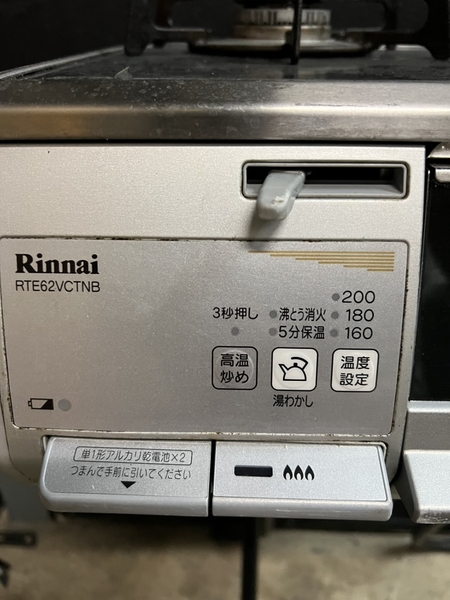 Rinnai
RTE62VCTNB
200
3秒押し 沸とう消火 180
5分保温 160
高温
炒め
温度
設定
湯わかし
単1形アルカリ乾電池×2
つまんで手前に引いてください